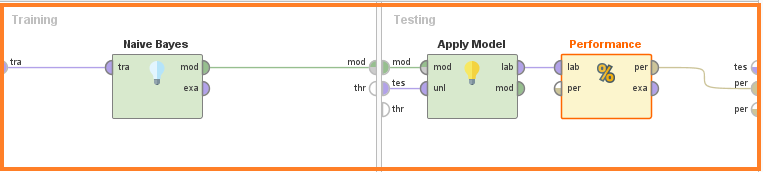 Training
Testing
Naive Bayes
Apply Model
Performance
tra
tra
mod
mod
mod
mod
lab
lab
per
tes
exa
thr
tes
unl
mod
per
exa
per
thr
per
%